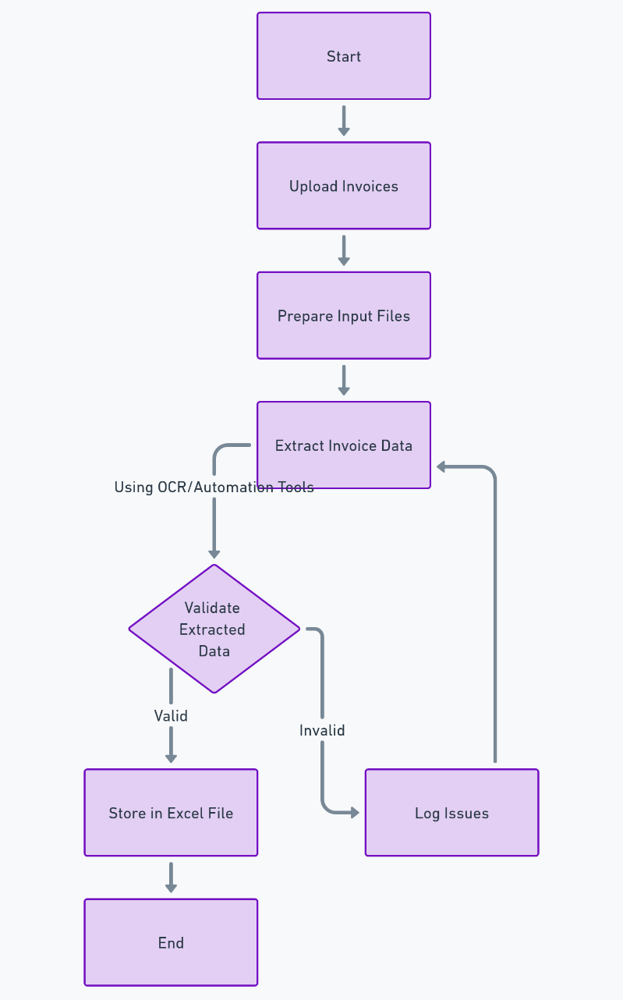 Start
Upload Invoices
Prepare Input Files
Extract Invoice Data
Using OCR/Automation Tools
Validate
Extracted
Data
Valid
Invalid
Store in Excel File
Log Issues
End